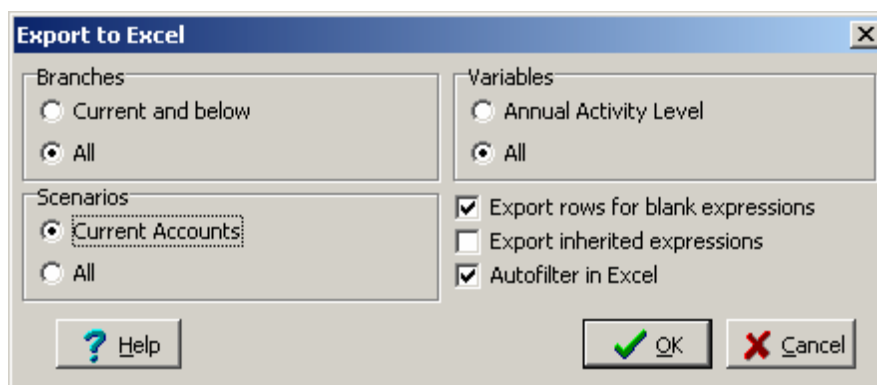 Export to Excel
Branches
Current and below
All
Variables
Annual Activity Level
All
Scenarios
Current Accounts
All
Export rows for blank expressions
Export inherited expressions
Autofilter in Excel
Help
OK
Cancel